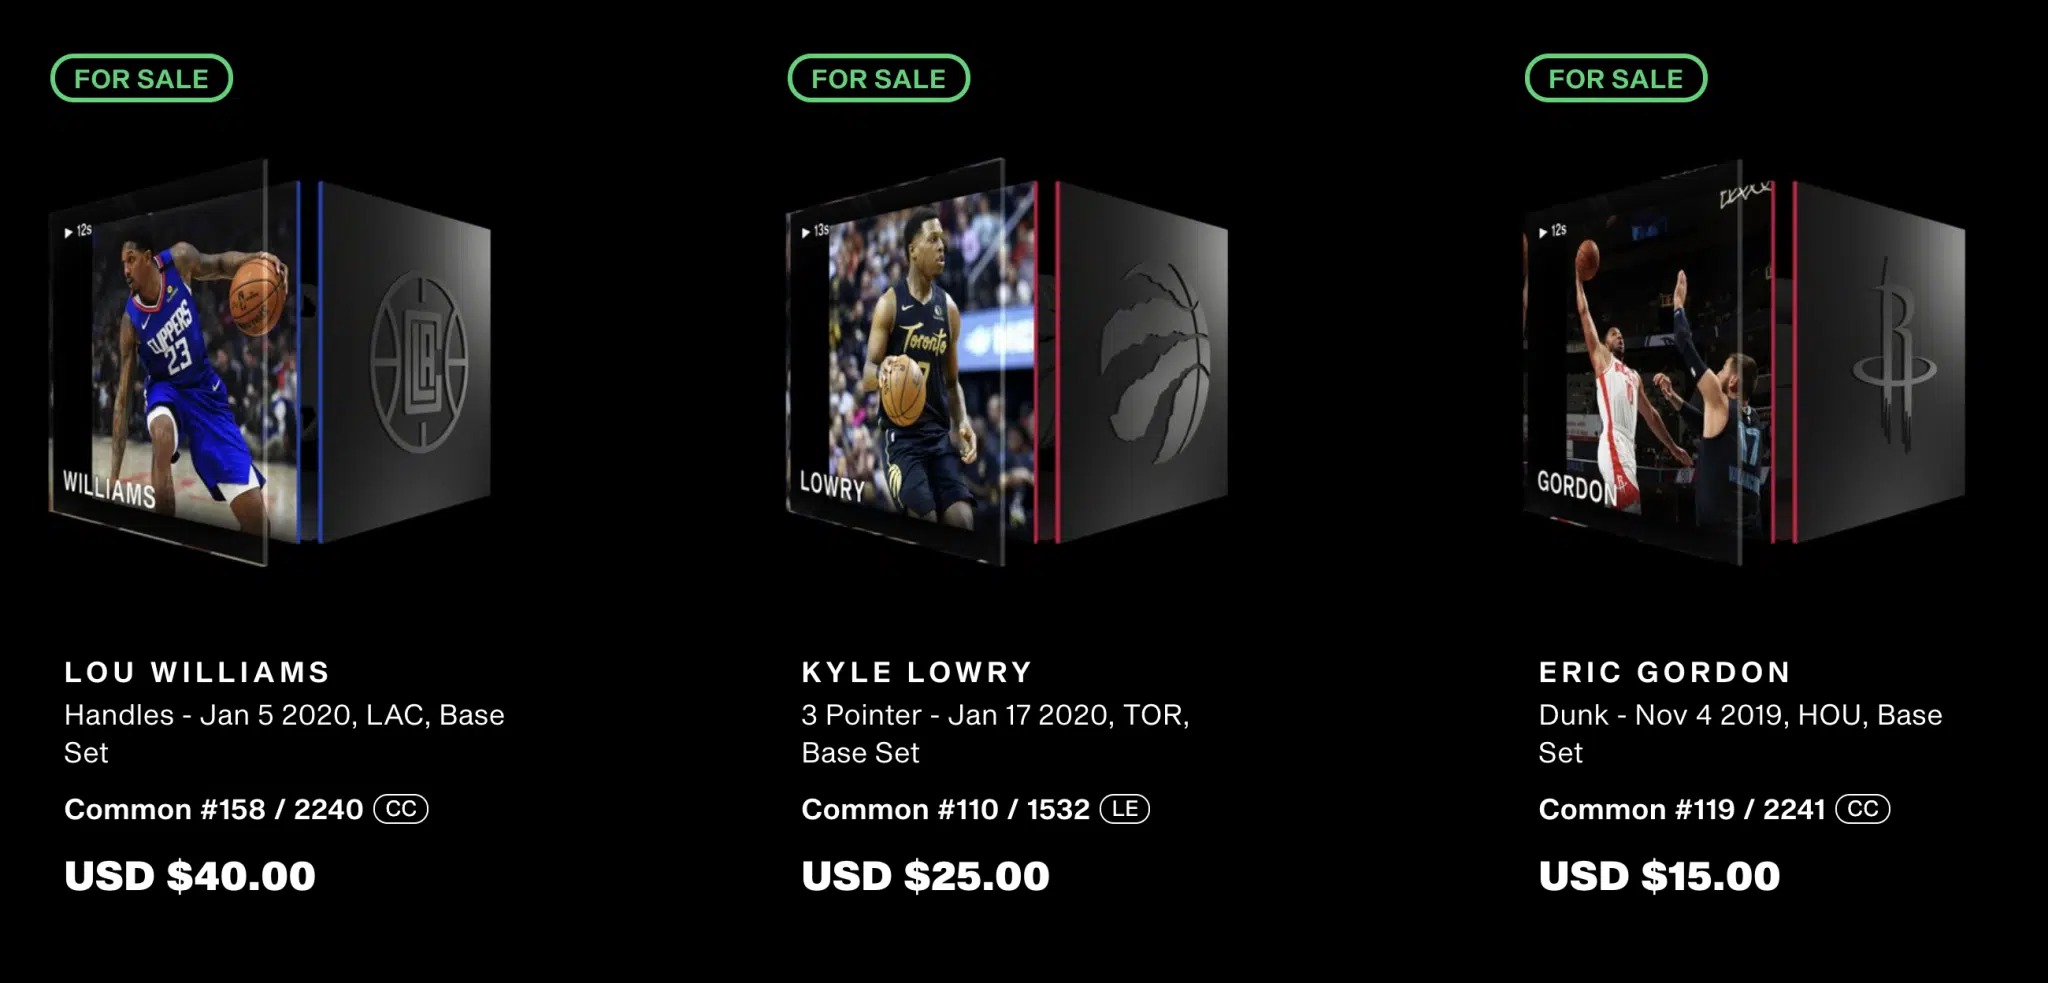 FOR SALE
12s
CLIPPERS
23
WILLIAMS
LOU WILLIAMS
Handles - Jan 5 2020, LAC, Base
Set
Common #158 / 2240 CC
USD $40.00
FOR SALE
13s
Toronto
7
LOWRY
KYLE LOWRY
3 Pointer - Jan 17 2020, TOR,
Base Set
Common #110 / 1532 LE
USD $25.00
FOR SALE
12s
17
GORDON
ERIC GORDON
Dunk - Nov 4 2019, HOU, Base
Set
Common #119 / 2241 CC
USD $15.00